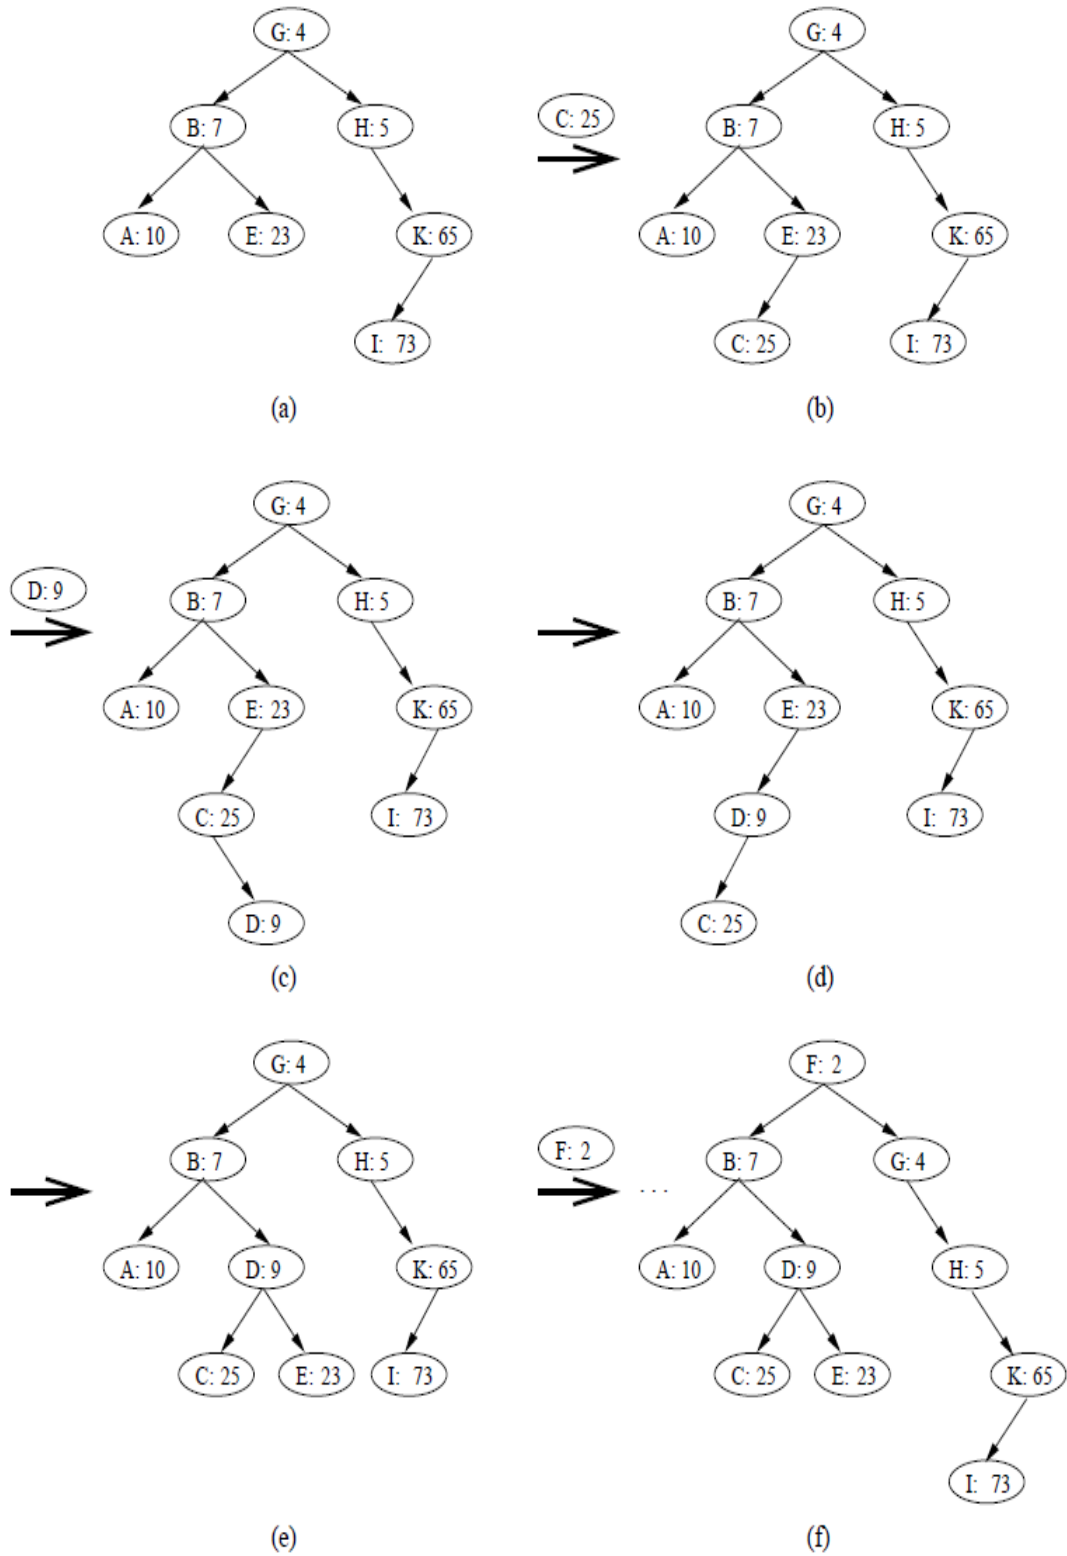 G: 4 G: 4
C: 25
B: 7 H: 5 B: 7 H: 5
A: 10 E: 23 K: 65 A: 10 E: 23 K: 65
I: 73 C: 25 I: 73
(a) (b)
G: 4 G: 4
D: 9
B: 7 H: 5 B: 7 H: 5
A: 10 E: 23 K: 65 A: 10 E: 23 K: 65
C: 25 I: 73 D: 9 I: 73
D: 9 C: 25
(c) (d)
G: 4 F: 2
F: 2
B: 7 H: 5 B: 7 G: 4
. . .
A: 10 D: 9 K: 65 A: 10 D: 9 H: 5
C: 25 E: 23 I: 73 C: 25 E: 23 K: 65
I: 73
(e) (f)